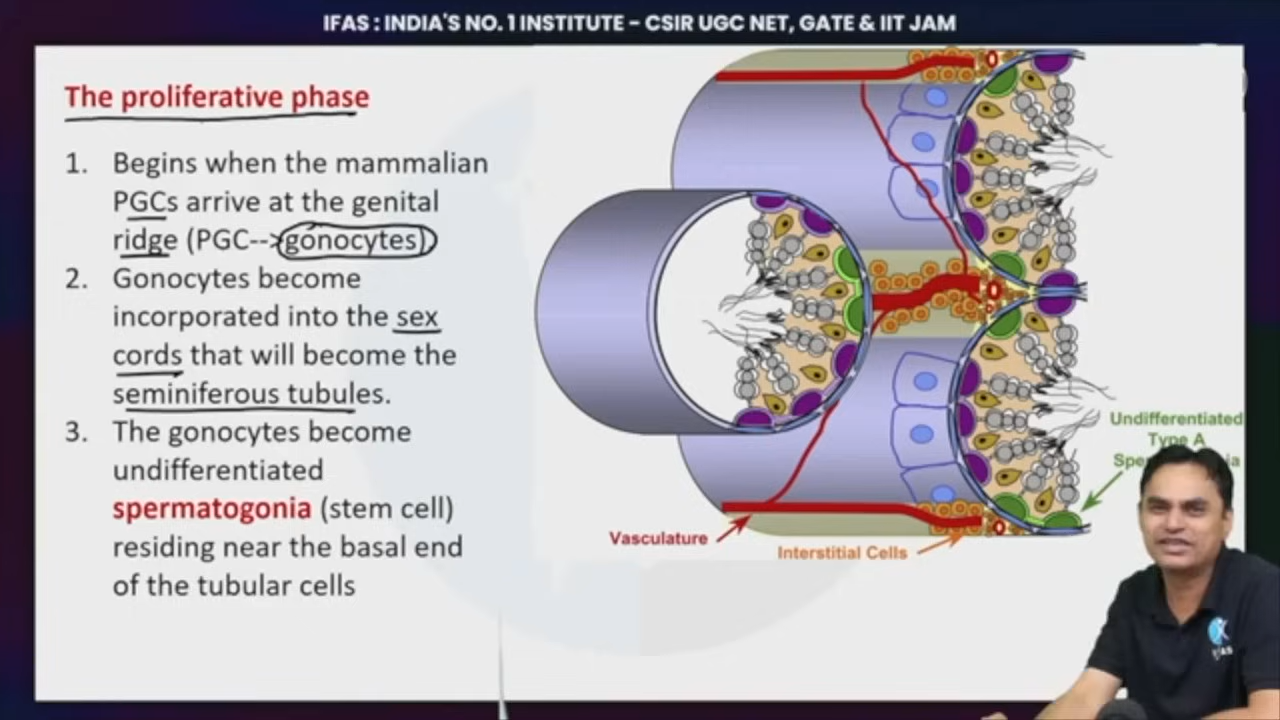 IFAS : INDIA'S NO. 1 INSTITUTE – CSIR UGC NET, GATE & IIT JAM
The proliferative phase
1. Begins when the mammalian
PGCs arrive at the genital
ridge (PGC-->gonocytes)
2. Gonocytes become
incorporated into the sex
cords that will become the
seminiferous tubules.
3. The gonocytes become
undifferentiated
spermatogonia (stem cell)
residing near the basal end
of the tubular cells
Undifferentiated
Type A
Vasculature
Interstitial Cells
IFAS